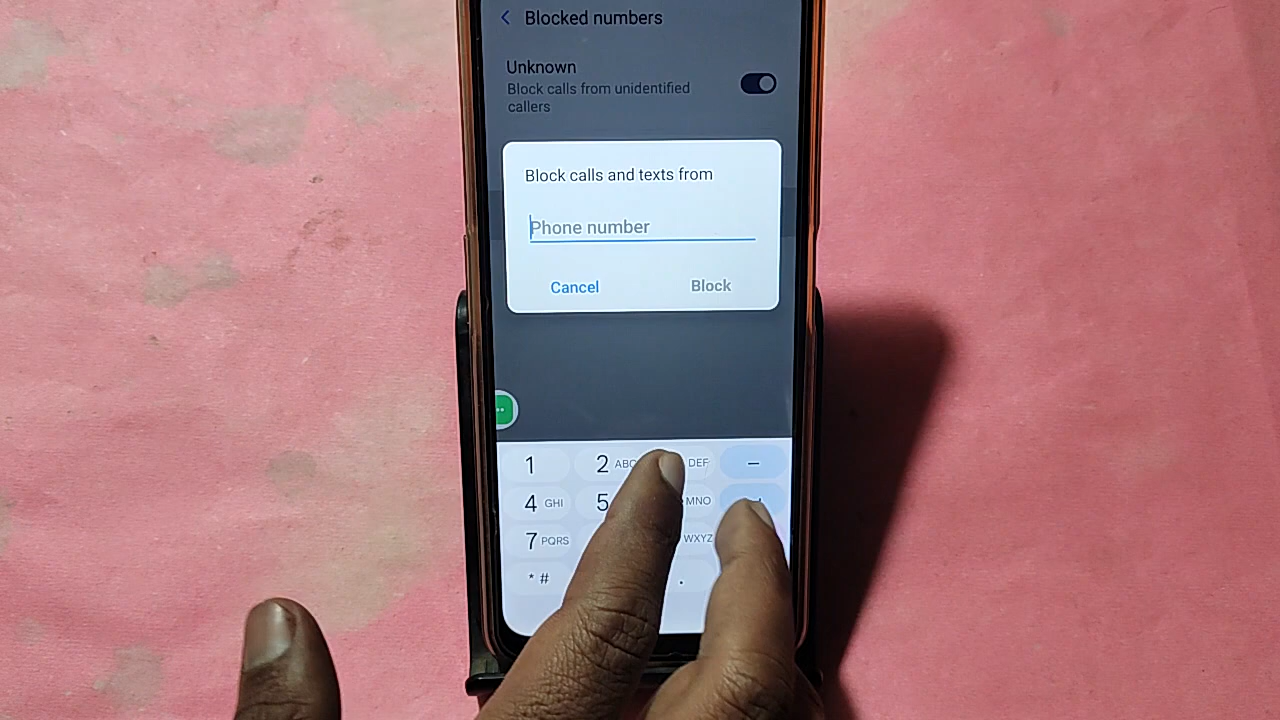 Blocked numbers
Unknown
Block calls from unidentified
callers
Block calls and texts from
Phone number
Cancel Block
1 2 ABC DEF –
4 GHI 5 MNO
7 PQRS WXYZ
* # .